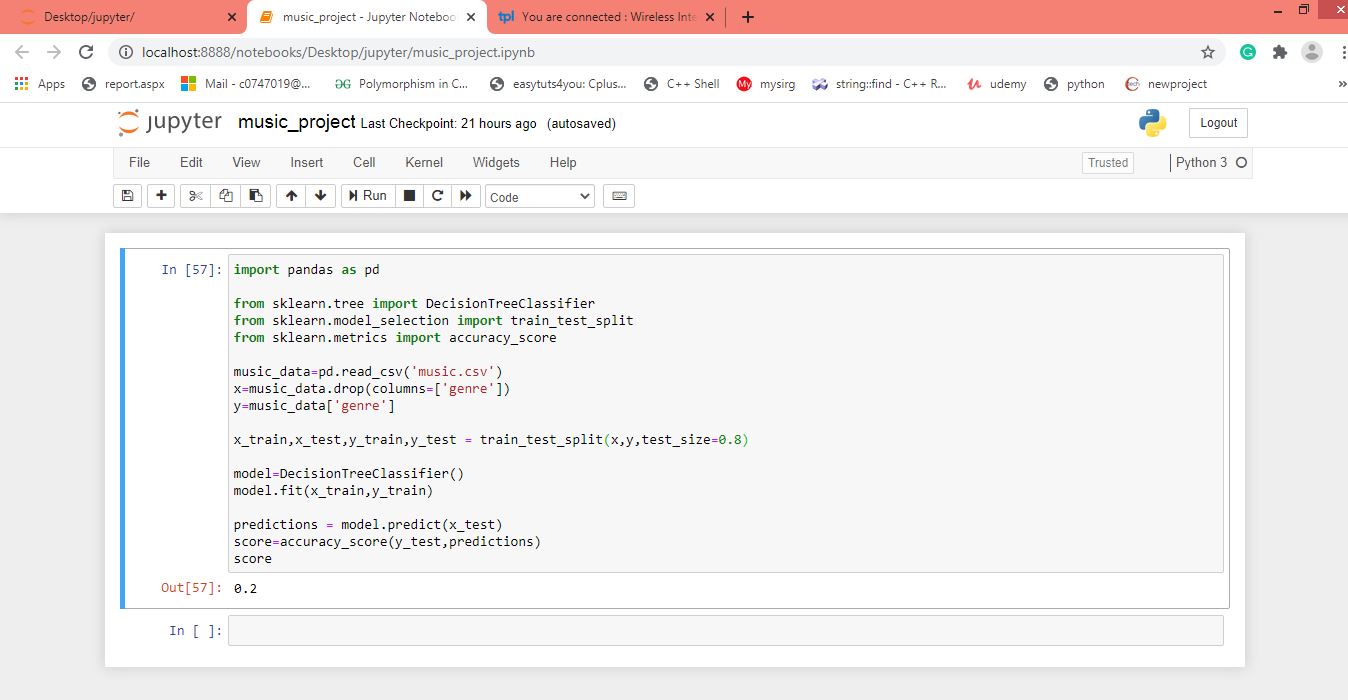 Desktop/jupyter/
music_project - Jupyter Noteboo
tpl You are connected : Wireless Inte
localhost:8888/notebooks/Desktop/jupyter/music_project.ipynb
G
Apps report.aspx Mail - c0747019@... GG Polymorphism in C... easytuts4you: Cplus... C++ Shell My mysirg string::find - C++ R... udemy python newproject »
jupyter music_project Last Checkpoint: 21 hours ago (autosaved) Logout
File Edit View Insert Cell Kernel Widgets Help Trusted Python 3
Run Code
In [57]: import pandas as pd
from sklearn.tree import DecisionTreeClassifier
from sklearn.model_selection import train_test_split
from sklearn.metrics import accuracy_score
music_data=pd.read_csv('music.csv')
x=music_data.drop(columns=['genre'])
y=music_data['genre']
x_train,x_test,y_train,y_test = train_test_split(x,y,test_size=0.8)
model=DecisionTreeClassifier()
model.fit(x_train,y_train)
predictions = model.predict(x_test)
score=accuracy_score(y_test,predictions)
score
Out[57]: 0.2
In [ ]: